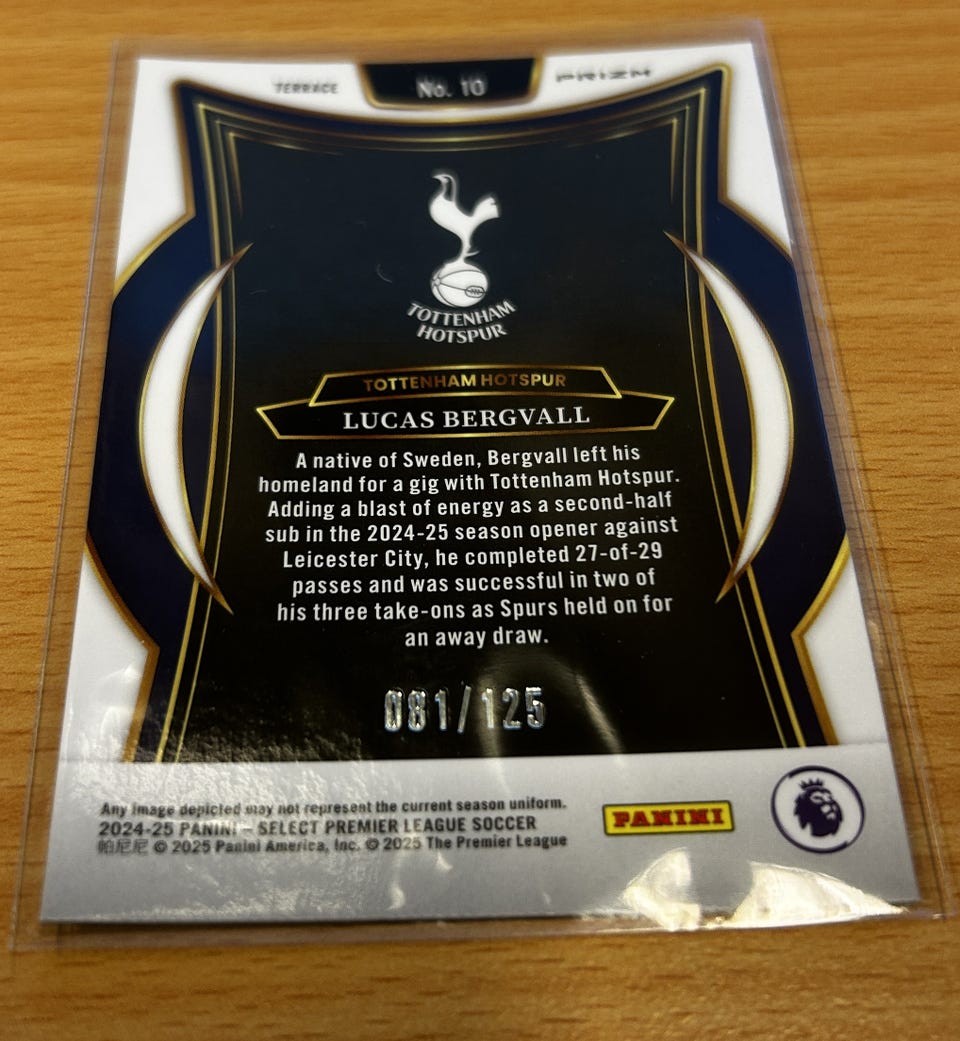 TERRACE
No. 10
PRIZM
TOTTENHAM
HOTSPUR
TOTTENHAM HOTSPUR
LUCAS BERGVALL
A native of Sweden, Bergvall left his
homeland for a gig with Tottenham Hotspur.
Adding a blast of energy as a second-half
sub in the 2024-25 season opener against
Leicester City, he completed 27-of-29
passes and was successful in two of
his three take-ons as Spurs held on for
an away draw.
081/125
Any image depicted may not represent the current season uniform.
2024-25 PANINI – SELECT PREMIER LEAGUE SOCCER
帕尼尼 © 2025 Panini America, Inc. © 2025 The Premier League
PANINI